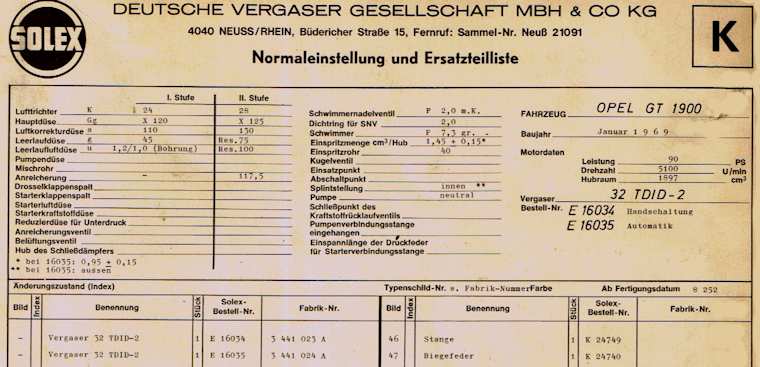 SOLEX
DEUTSCHE VERGASER GESELLSCHAFT MBH & CO KG
4040 NEUSS/RHEIN, Büdericher Straße 15, Fernruf: Sammel-Nr. Neuß 21091
Normaleinstellung und Ersatzteilliste
K
I. Stufe II. Stufe
Lufttrichter K 24 28
Hauptdüse Gg X 120 X 125
Luftkorrekturdüse a 110 150
Leerlaufdüse g 45 Res.75
Leerlaufluftdüse u 1,2/1,0 (Bohrung) Res.100
Pumpendüse
Mischrohr
Anreicherung 117,5
Drosselklappenspalt
Starterklappenspalt
Starterluftdüse
Starterkraftstoffdüse
Reduzierdüse für Unterdruck
Anreicherungsventil
Belüftungsventil
Hub des Schließdämpfers
* bei 16035: 0,95 ± 0,15
** bei 16035: aussen
Schwimmernadelventil P 2,0 m.K.
Dichtring für SNV 2,0
Schwimmer F 7,3 gr.
Einspritzmenge cm³/Hub 1,45 ± 0,15*
Einspritzrohr 40
Kugelventil
Einsatzpunkt
Abschaltpunkt
Splintstellung innen **
Pumpe neutral
Schließpunkt des
Kraftstoffrücklaufventils
Pumpenverbindungsstange
eingehangen
Einspannlänge der Druckfeder
für Starterverbindungsstange
FAHRZEUG OPEL GT 1900
Baujahr Januar 1969
Motordaten
Leistung 90 PS
Drehzahl 5100 U/min
Hubraum 1897 cm³
Vergaser 32 TDID-2
Bestell-Nr. E 16034 Handschaltung
E 16035 Automatik
Änderungszustand (Index) Typenschild-Nr. s. Fabrik-Nummer Farbe Ab Fertigungsdatum 8 252
Bild Index Benennung Stück Solex-Bestell-Nr. Fabrik-Nr. Bild Index Benennung Stück Solex-Bestell-Nr. Fabrik-Nr.
- Vergaser 32 TDID-2 1 E 16034 3 441 023 A 46 Stange 1 K 24749
- Vergaser 32 TDID-2 1 E 16035 3 441 024 A 47 Biegefeder 1 K 24740